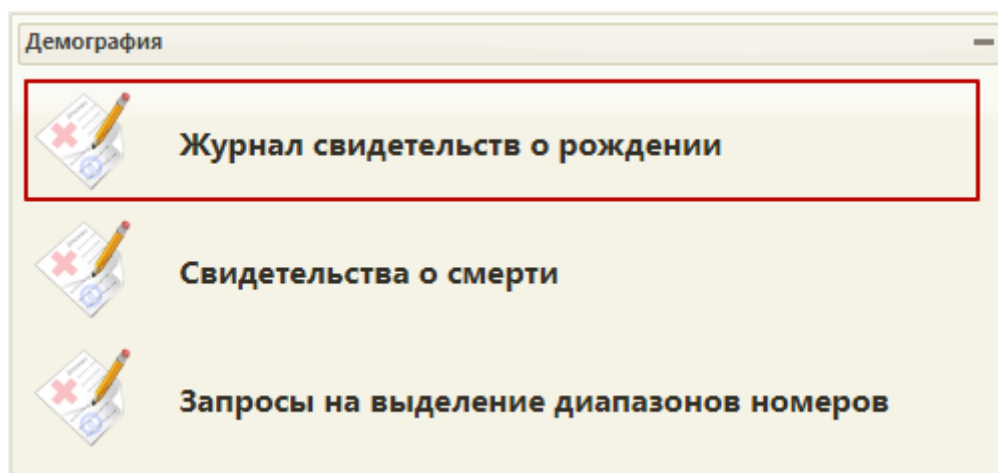 Демография
Журнал свидетельств о рождении
Свидетельства о смерти
Запросы на выделение диапазонов номеров